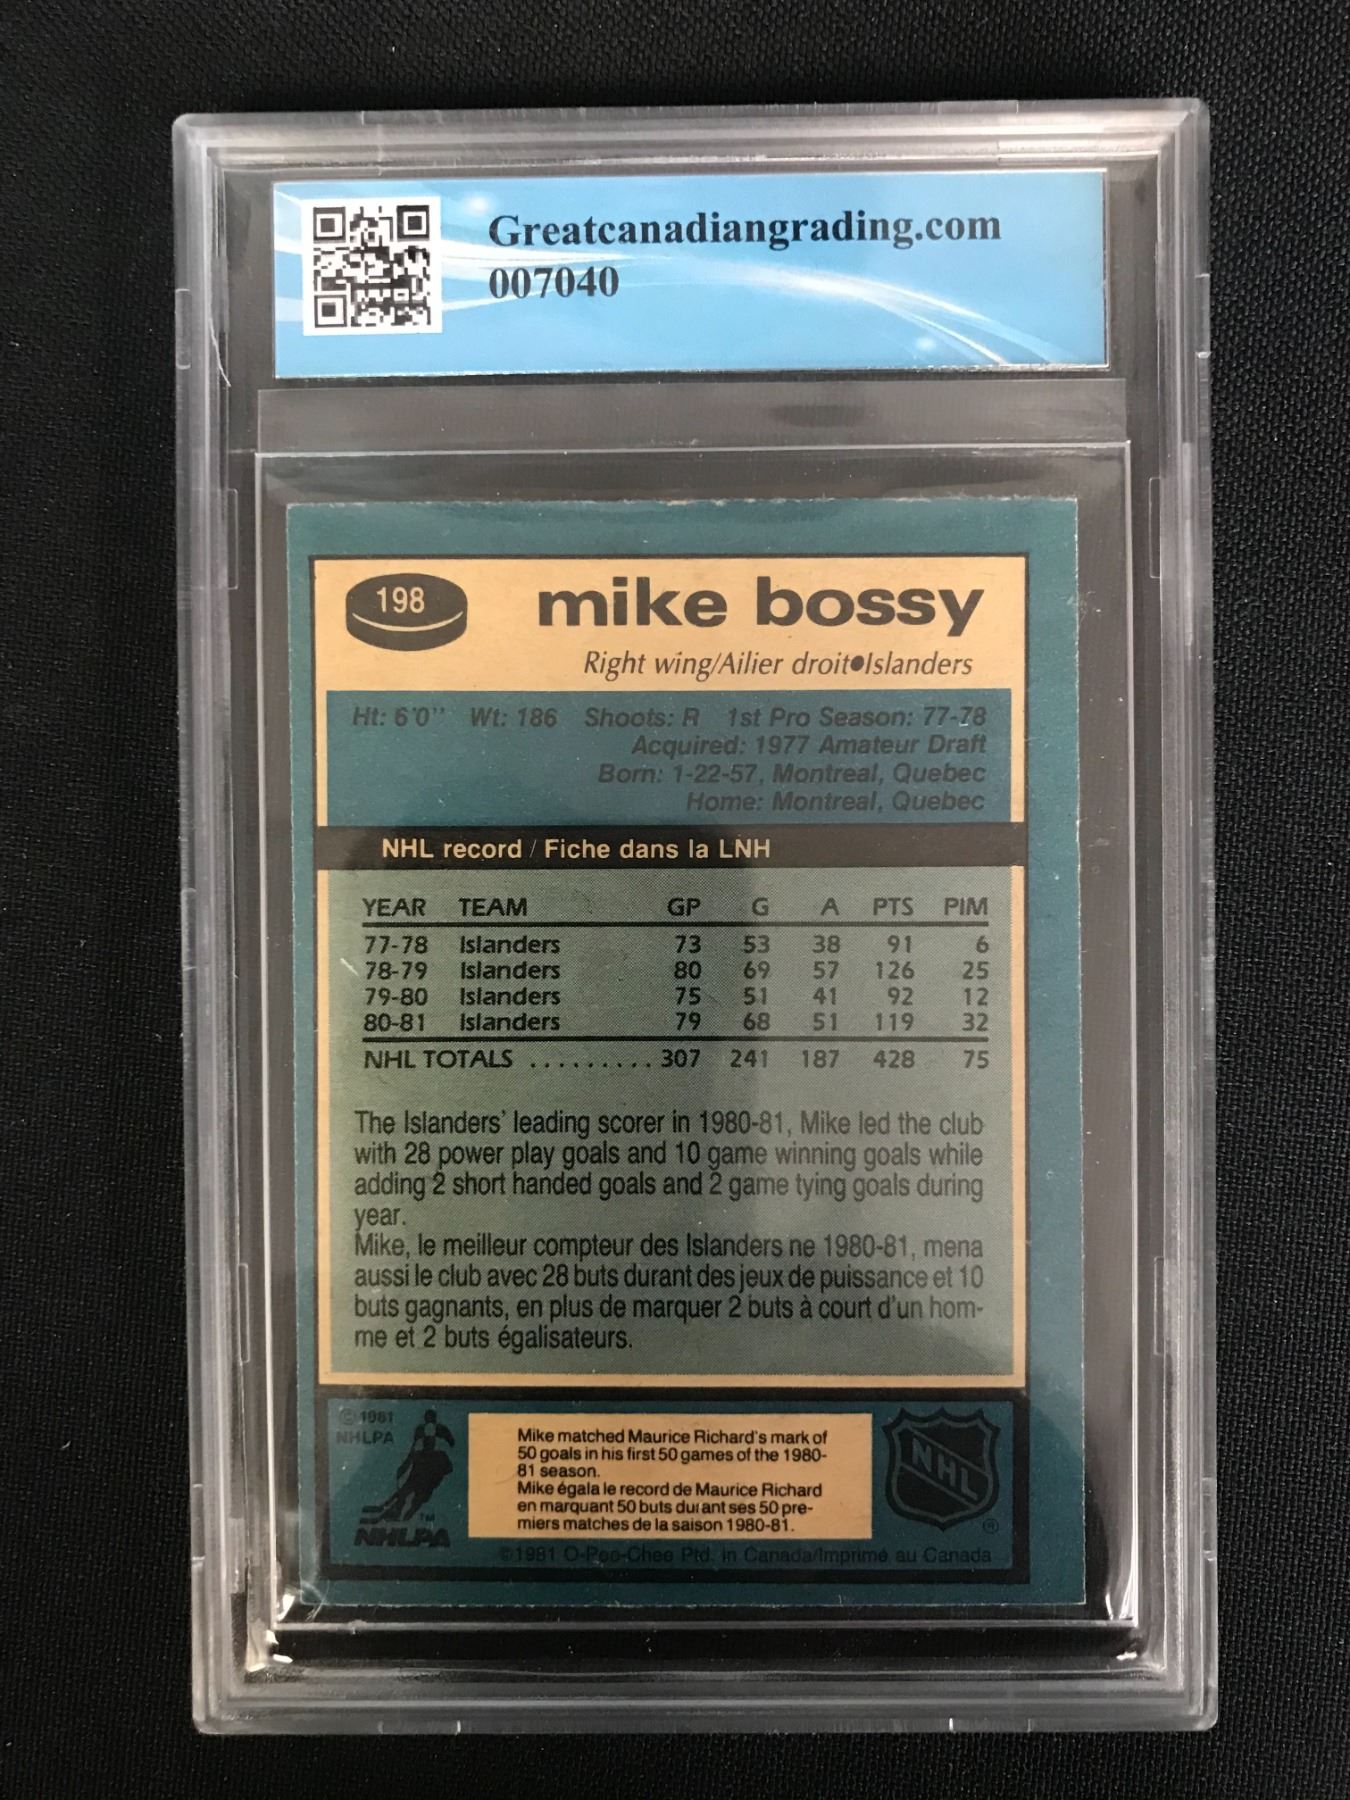 Greatcanadiangrading.com
007040
198
mike bossy
Right wing/Ailier droit●Islanders
Ht: 6'0" Wt: 186 Shoots: R 1st Pro Season: 77-78
Acquired: 1977 Amateur Draft
Born: 1-22-57, Montreal, Quebec
Home: Montreal, Quebec
NHL record / Fiche dans la LNH
YEAR TEAM GP G A PTS PIM
77-78 Islanders 73 53 38 91 6
78-79 Islanders 80 69 57 126 25
79-80 Islanders 75 51 41 92 12
80-81 Islanders 79 68 51 119 32
NHL TOTALS .......... 307 241 187 428 75
The Islanders' leading scorer in 1980-81, Mike led the club
with 28 power play goals and 10 game winning goals while
adding 2 short handed goals and 2 game tying goals during
year.
Mike, le meilleur compteur des Islanders ne 1980-81, mena
aussi le club avec 28 buts durant des jeux de puissance et 10
buts gagnants, en plus de marquer 2 buts à court d'un hom-
me et 2 buts égalisateurs.
© 1981
NHLPA
TM
NHLPA
Mike matched Maurice Richard's mark of
50 goals in his first 50 games of the 1980-
81 season.
Mike égala le record de Maurice Richard
en marquant 50 buts durant ses 50 pre-
miers matches de la saison 1980-81.
NHL
®
©1981 O-Pee-Chee Ptd. in Canada/Imprimé au Canada